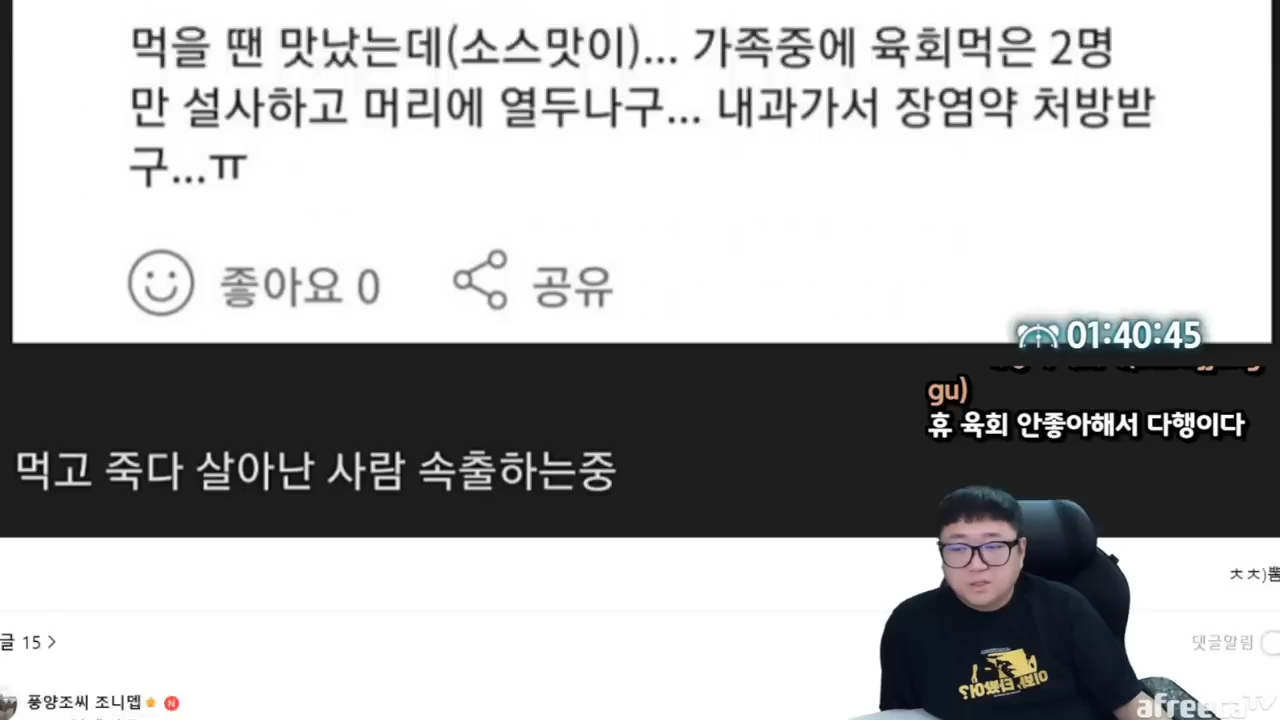 먹을 땐 맛났는데(소스맛이)... 가족중에 육회먹은 2명
만 설사하고 머리에 열두나구... 내과가서 장염약 처방받
구...ㅠ
좋아요 0 공유
01:40:45
gu)
휴 육회 안좋아해서 다행이다
먹고 죽다 살아난 사람 속출하는중
ㅊㅊ)뽐
글 15 >
댓글알림
풍양조씨 조니뎁 N
afreecaTV